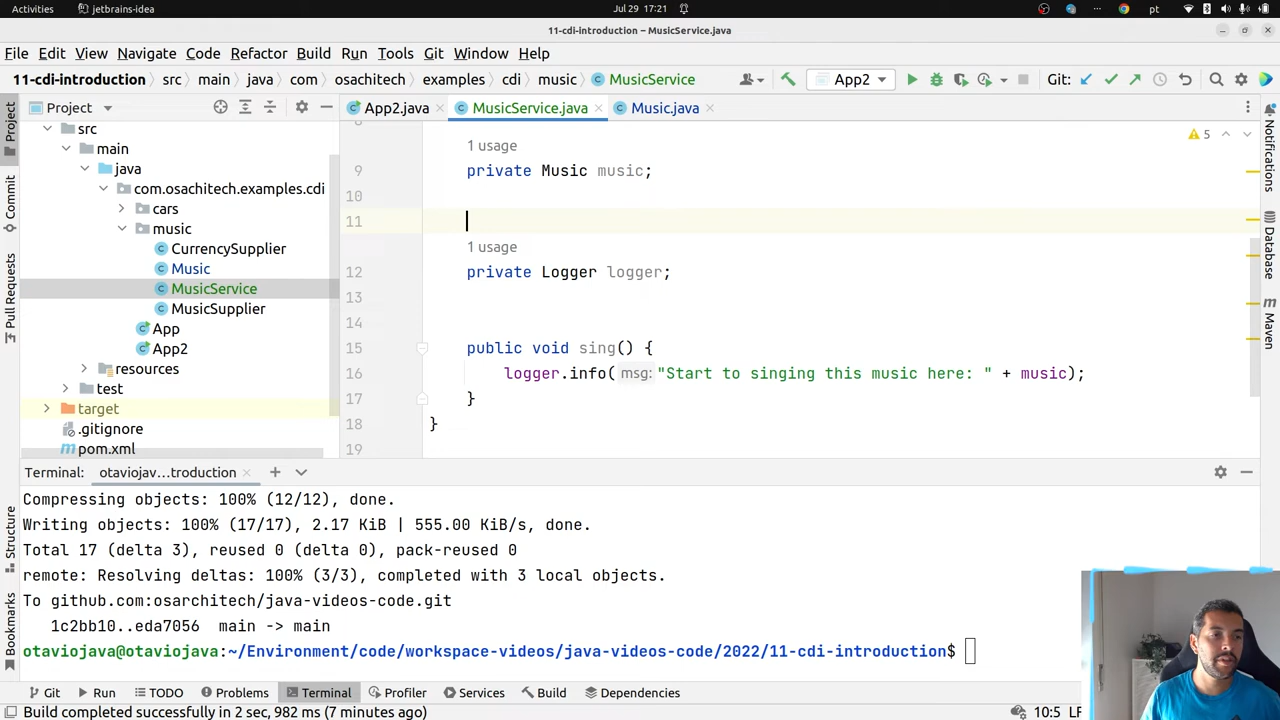 Activities jetbrains-idea Jul 29 17:21 pt
11-cdi-introduction – MusicService.java
File Edit View Navigate Code Refactor Build Run Tools Git Window Help
11-cdi-introduction src main java com osachitech examples cdi music MusicService App2 Git:
Project
App2.java MusicService.java Music.java
src
main
java
com.osachitech.examples.cdi
cars
music
CurrencySupplier
Music
MusicService
MusicSupplier
App
App2
resources
test
target
.gitignore
pom.xml
8
1 usage
9 private Music music;
10
11
1 usage
12 private Logger logger;
13
14
15 public void sing() {
16 logger.info( msg: "Start to singing this music here: " + music);
17 }
18 }
19
5
Project
Commit
Pull Requests
Structure
Bookmarks
Notifications
Database
Maven
Terminal: otaviojav...troduction
Compressing objects: 100% (12/12), done.
Writing objects: 100% (17/17), 2.17 KiB | 555.00 KiB/s, done.
Total 17 (delta 3), reused 0 (delta 0), pack-reused 0
remote: Resolving deltas: 100% (3/3), completed with 3 local objects.
To github.com:osarchitech/java-videos-code.git
1c2bb10..eda7056 main -> main
otaviojava@otaviojava:~/Environment/code/workspace-videos/java-videos-code/2022/11-cdi-introduction$
Git Run TODO Problems Terminal Profiler Services Build Dependencies
Build completed successfully in 2 sec, 982 ms (7 minutes ago) 10:5 LF